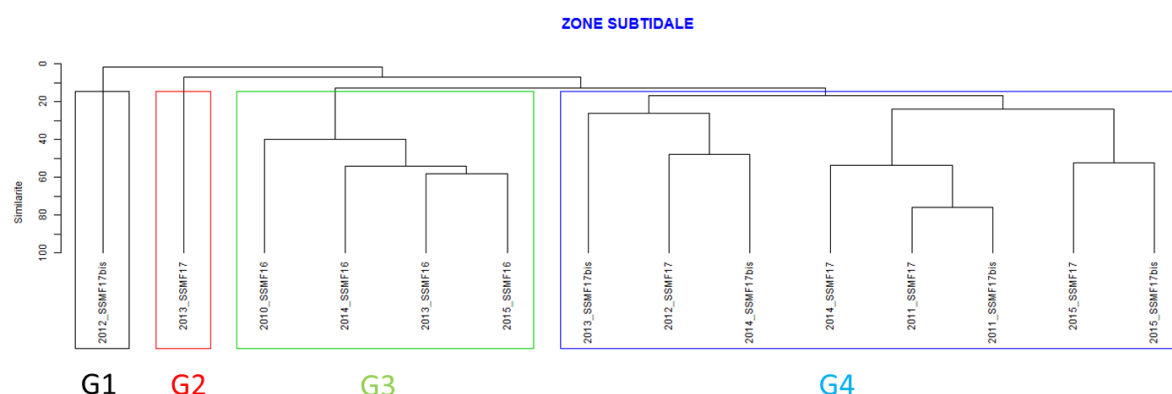 ZONE SUBTIDALE
Similarite
0
20
40
60
80
100
2012_SSMF17bis
2013_SSMF17
2010_SSMF16
2014_SSMF16
2013_SSMF16
2015_SSMF16
2013_SSMF17bis
2012_SSMF17
2014_SSMF17bis
2014_SSMF17
2011_SSMF17
2011_SSMF17bis
2015_SSMF17
2015_SSMF17bis
G1 G2 G3 G4